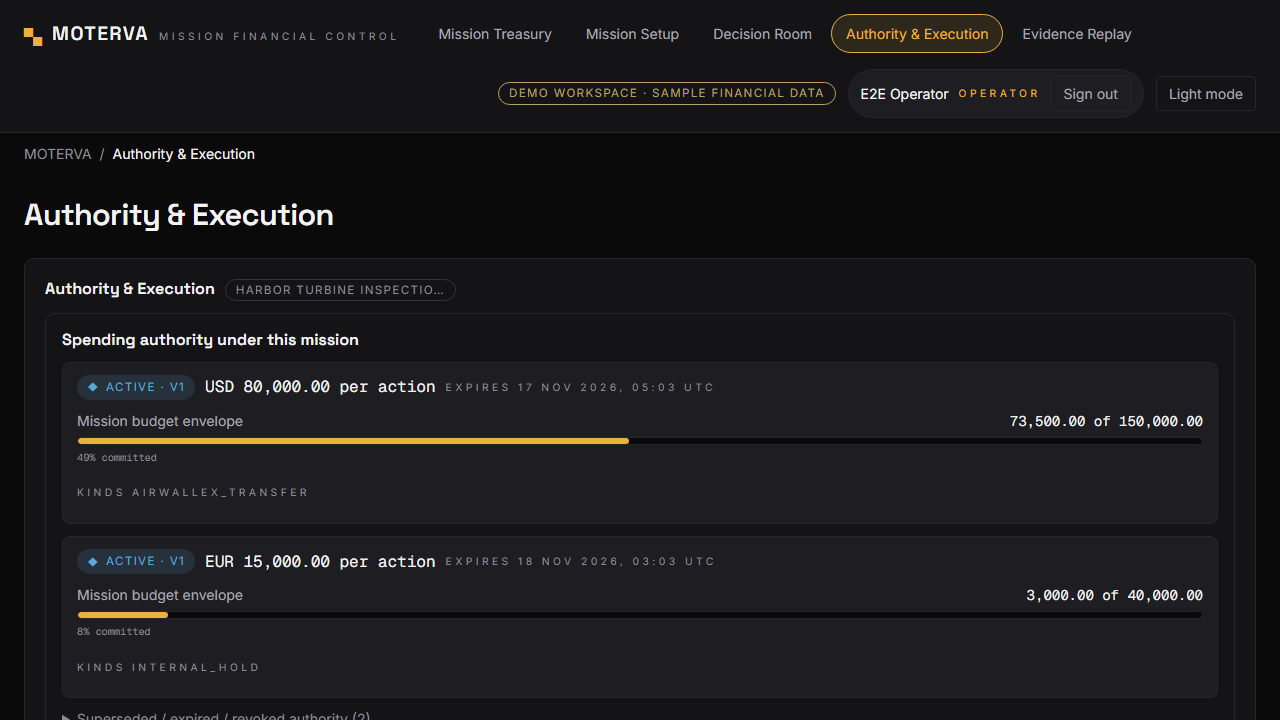 MOTERVA MISSION FINANCIAL CONTROL Mission Treasury Mission Setup Decision Room Authority & Execution Evidence Replay
DEMO WORKSPACE · SAMPLE FINANCIAL DATA E2E Operator OPERATOR Sign out Light mode
MOTERVA / Authority & Execution
Authority & Execution
Authority & Execution HARBOR TURBINE INSPECTIO...
Spending authority under this mission
◆ ACTIVE · V1 USD 80,000.00 per action EXPIRES 17 NOV 2026, 05:03 UTC
Mission budget envelope 73,500.00 of 150,000.00
49% committed
KINDS AIRWALLEX_TRANSFER
◆ ACTIVE · V1 EUR 15,000.00 per action EXPIRES 18 NOV 2026, 03:03 UTC
Mission budget envelope 3,000.00 of 40,000.00
8% committed
KINDS INTERNAL_HOLD
▶ Superseded / expired / revoked authority (2)